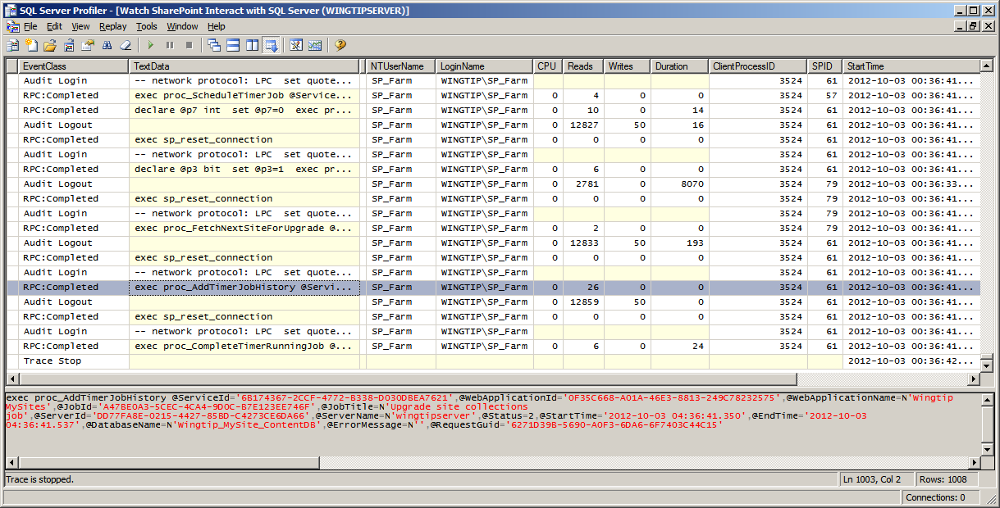 SQL Server Profiler - [Watch SharePoint Interact with SQL Server (WINGTIPSERVER)]
File Edit View Replay Tools Window Help
EventClass TextData NTUserName LoginName CPU Reads Writes Duration ClientProcessID SPID StartTime
Audit Login -- network protocol: LPC set quote... SP_Farm WINGTIP\SP_Farm 3524 61 2012-10-03 00:36:41...
RPC:Completed exec proc_ScheduleTimerJob @Service... SP_Farm WINGTIP\SP_Farm 0 4 0 0 3524 57 2012-10-03 00:36:41...
RPC:Completed declare @p7 int set @p7=0 exec pr... SP_Farm WINGTIP\SP_Farm 0 10 0 14 3524 61 2012-10-03 00:36:41...
Audit Logout SP_Farm WINGTIP\SP_Farm 0 12827 50 16 3524 61 2012-10-03 00:36:41...
RPC:Completed exec sp_reset_connection SP_Farm WINGTIP\SP_Farm 0 0 0 0 3524 61 2012-10-03 00:36:41...
Audit Login -- network protocol: LPC set quote... SP_Farm WINGTIP\SP_Farm 3524 61 2012-10-03 00:36:41...
RPC:Completed declare @p3 bit set @p3=1 exec pr... SP_Farm WINGTIP\SP_Farm 0 6 0 0 3524 61 2012-10-03 00:36:41...
Audit Logout SP_Farm WINGTIP\SP_Farm 0 2781 0 8070 3524 79 2012-10-03 00:36:33...
RPC:Completed exec sp_reset_connection SP_Farm WINGTIP\SP_Farm 0 0 0 0 3524 79 2012-10-03 00:36:41...
Audit Login -- network protocol: LPC set quote... SP_Farm WINGTIP\SP_Farm 3524 79 2012-10-03 00:36:41...
RPC:Completed exec proc_FetchNextSiteForUpgrade @... SP_Farm WINGTIP\SP_Farm 0 2 0 0 3524 79 2012-10-03 00:36:41...
Audit Logout SP_Farm WINGTIP\SP_Farm 0 12833 50 193 3524 61 2012-10-03 00:36:41...
RPC:Completed exec sp_reset_connection SP_Farm WINGTIP\SP_Farm 0 0 0 0 3524 61 2012-10-03 00:36:41...
Audit Login -- network protocol: LPC set quote... SP_Farm WINGTIP\SP_Farm 3524 61 2012-10-03 00:36:41...
RPC:Completed exec proc_AddTimerJobHistory @Servi... SP_Farm WINGTIP\SP_Farm 0 26 0 0 3524 61 2012-10-03 00:36:41...
Audit Logout SP_Farm WINGTIP\SP_Farm 0 12859 50 0 3524 61 2012-10-03 00:36:41...
RPC:Completed exec sp_reset_connection SP_Farm WINGTIP\SP_Farm 0 0 0 0 3524 61 2012-10-03 00:36:41...
Audit Login -- network protocol: LPC set quote... SP_Farm WINGTIP\SP_Farm 3524 61 2012-10-03 00:36:41...
RPC:Completed exec proc_CompleteTimerRunningJob @... SP_Farm WINGTIP\SP_Farm 0 6 0 24 3524 61 2012-10-03 00:36:41...
Trace Stop 2012-10-03 00:36:42...
exec proc_AddTimerJobHistory @ServiceId='6B174367-2CCF-4772-B338-D030DBEA7621',@WebApplicationId='0F35C668-A01A-46E3-8813-249C78232575',@WebApplicationName=N'Wingtip
MySites',@JobId='A47BE0A3-5CEC-4CA4-9D0C-B7E123EE746F',@JobTitle=N'Upgrade site collections
job',@ServerId='DD77FA8E-0215-4427-85BD-C4273CE6DA66',@ServerName=N'wingtipserver',@Status=2,@StartTime='2012-10-03 04:36:41.350',@EndTime='2012-10-03
04:36:41.537',@DatabaseName=N'Wingtip_MySite_ContentDB',@ErrorMessage=N'',@RequestGuid='6271D39B-5690-A0F3-6DA6-6F7403C44C15'
Trace is stopped. Ln 1003, Col 2 Rows: 1008
Connections: 0